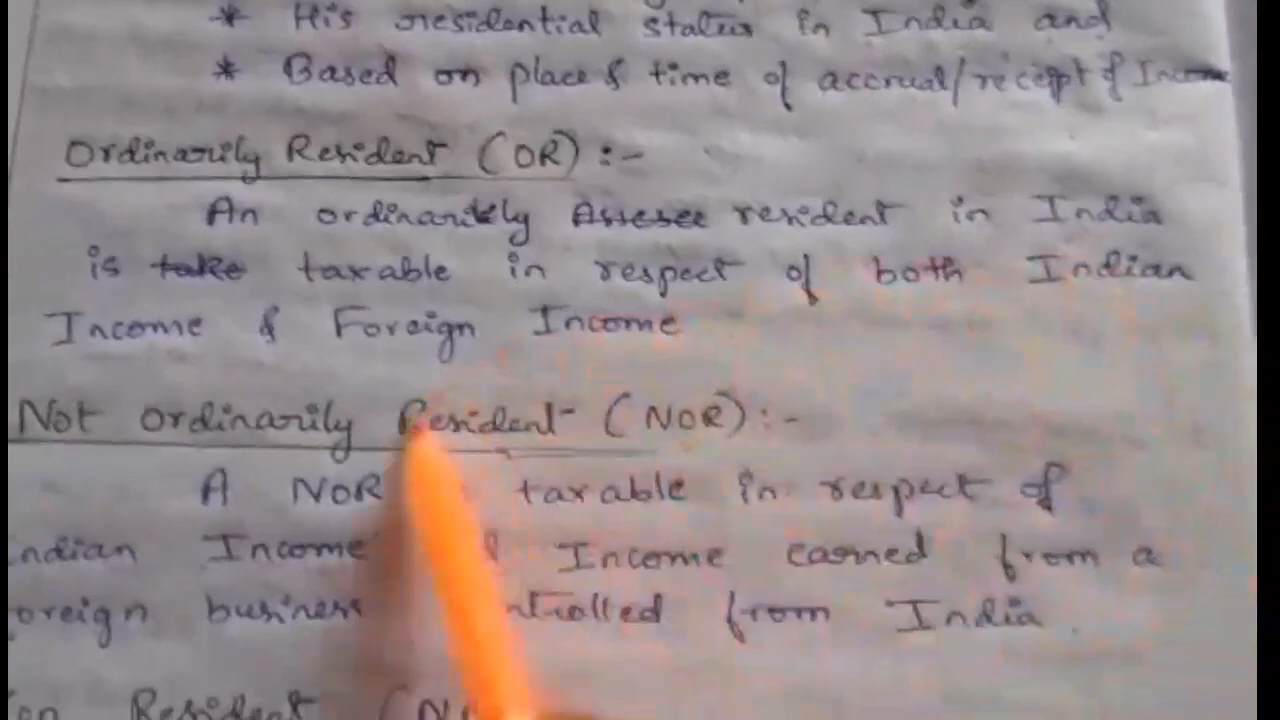 * His residential status in India and
* Based on place & time of accrual/receipt of Income
Ordinarily Resident (OR) :-
An ordinarily Assesee resident in India
is take taxable in respect of both Indian
Income & Foreign Income
Not Ordinarily Resident (NOR) :-
A NOR taxable in respect of
ndian Income Income earned from a
oreign business ntrolled from India
on Resident (N